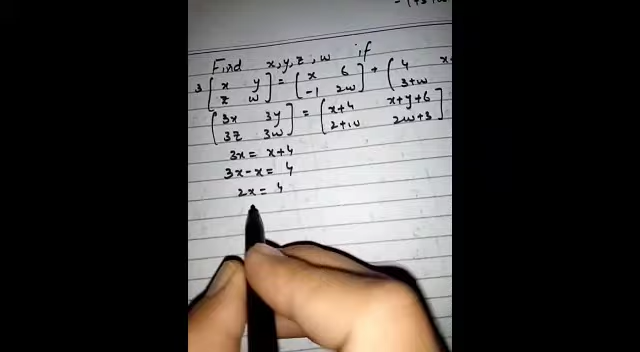 Find x, y, z, w if
3 [x y z w] = [x 6 -1 2w] + [4 x 3+w
[3x 3y 3z 3w] = [x+4 x+y+6 2+w 2w+3]
3x = x+4
3x-x = 4
2x = 4